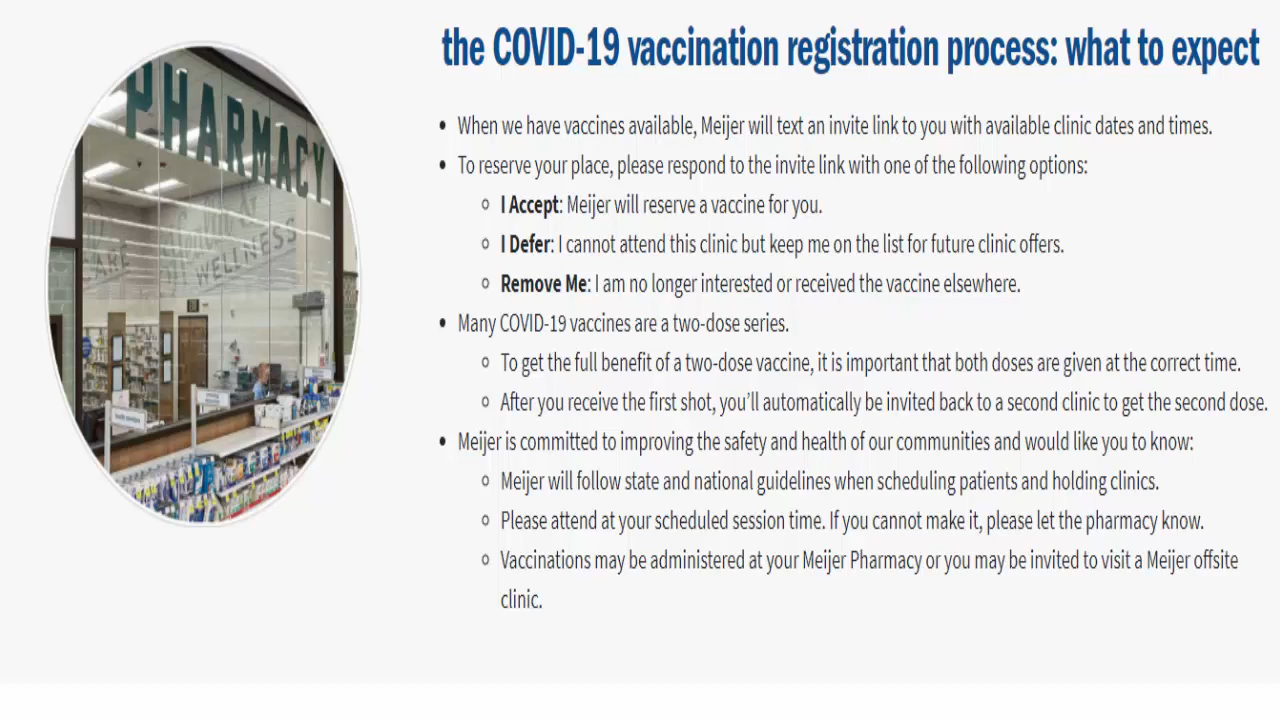 the COVID-19 vaccination registration process: what to expect
PHARMACY
WELLNESS
• When we have vaccines available, Meijer will text an invite link to you with available clinic dates and times.
• To reserve your place, please respond to the invite link with one of the following options:
◦ I Accept: Meijer will reserve a vaccine for you.
◦ I Defer: I cannot attend this clinic but keep me on the list for future clinic offers.
◦ Remove Me: I am no longer interested or received the vaccine elsewhere.
• Many COVID-19 vaccines are a two-dose series.
◦ To get the full benefit of a two-dose vaccine, it is important that both doses are given at the correct time.
◦ After you receive the first shot, you’ll automatically be invited back to a second clinic to get the second dose.
• Meijer is committed to improving the safety and health of our communities and would like you to know:
◦ Meijer will follow state and national guidelines when scheduling patients and holding clinics.
◦ Please attend at your scheduled session time. If you cannot make it, please let the pharmacy know.
◦ Vaccinations may be administered at your Meijer Pharmacy or you may be invited to visit a Meijer offsite
clinic.